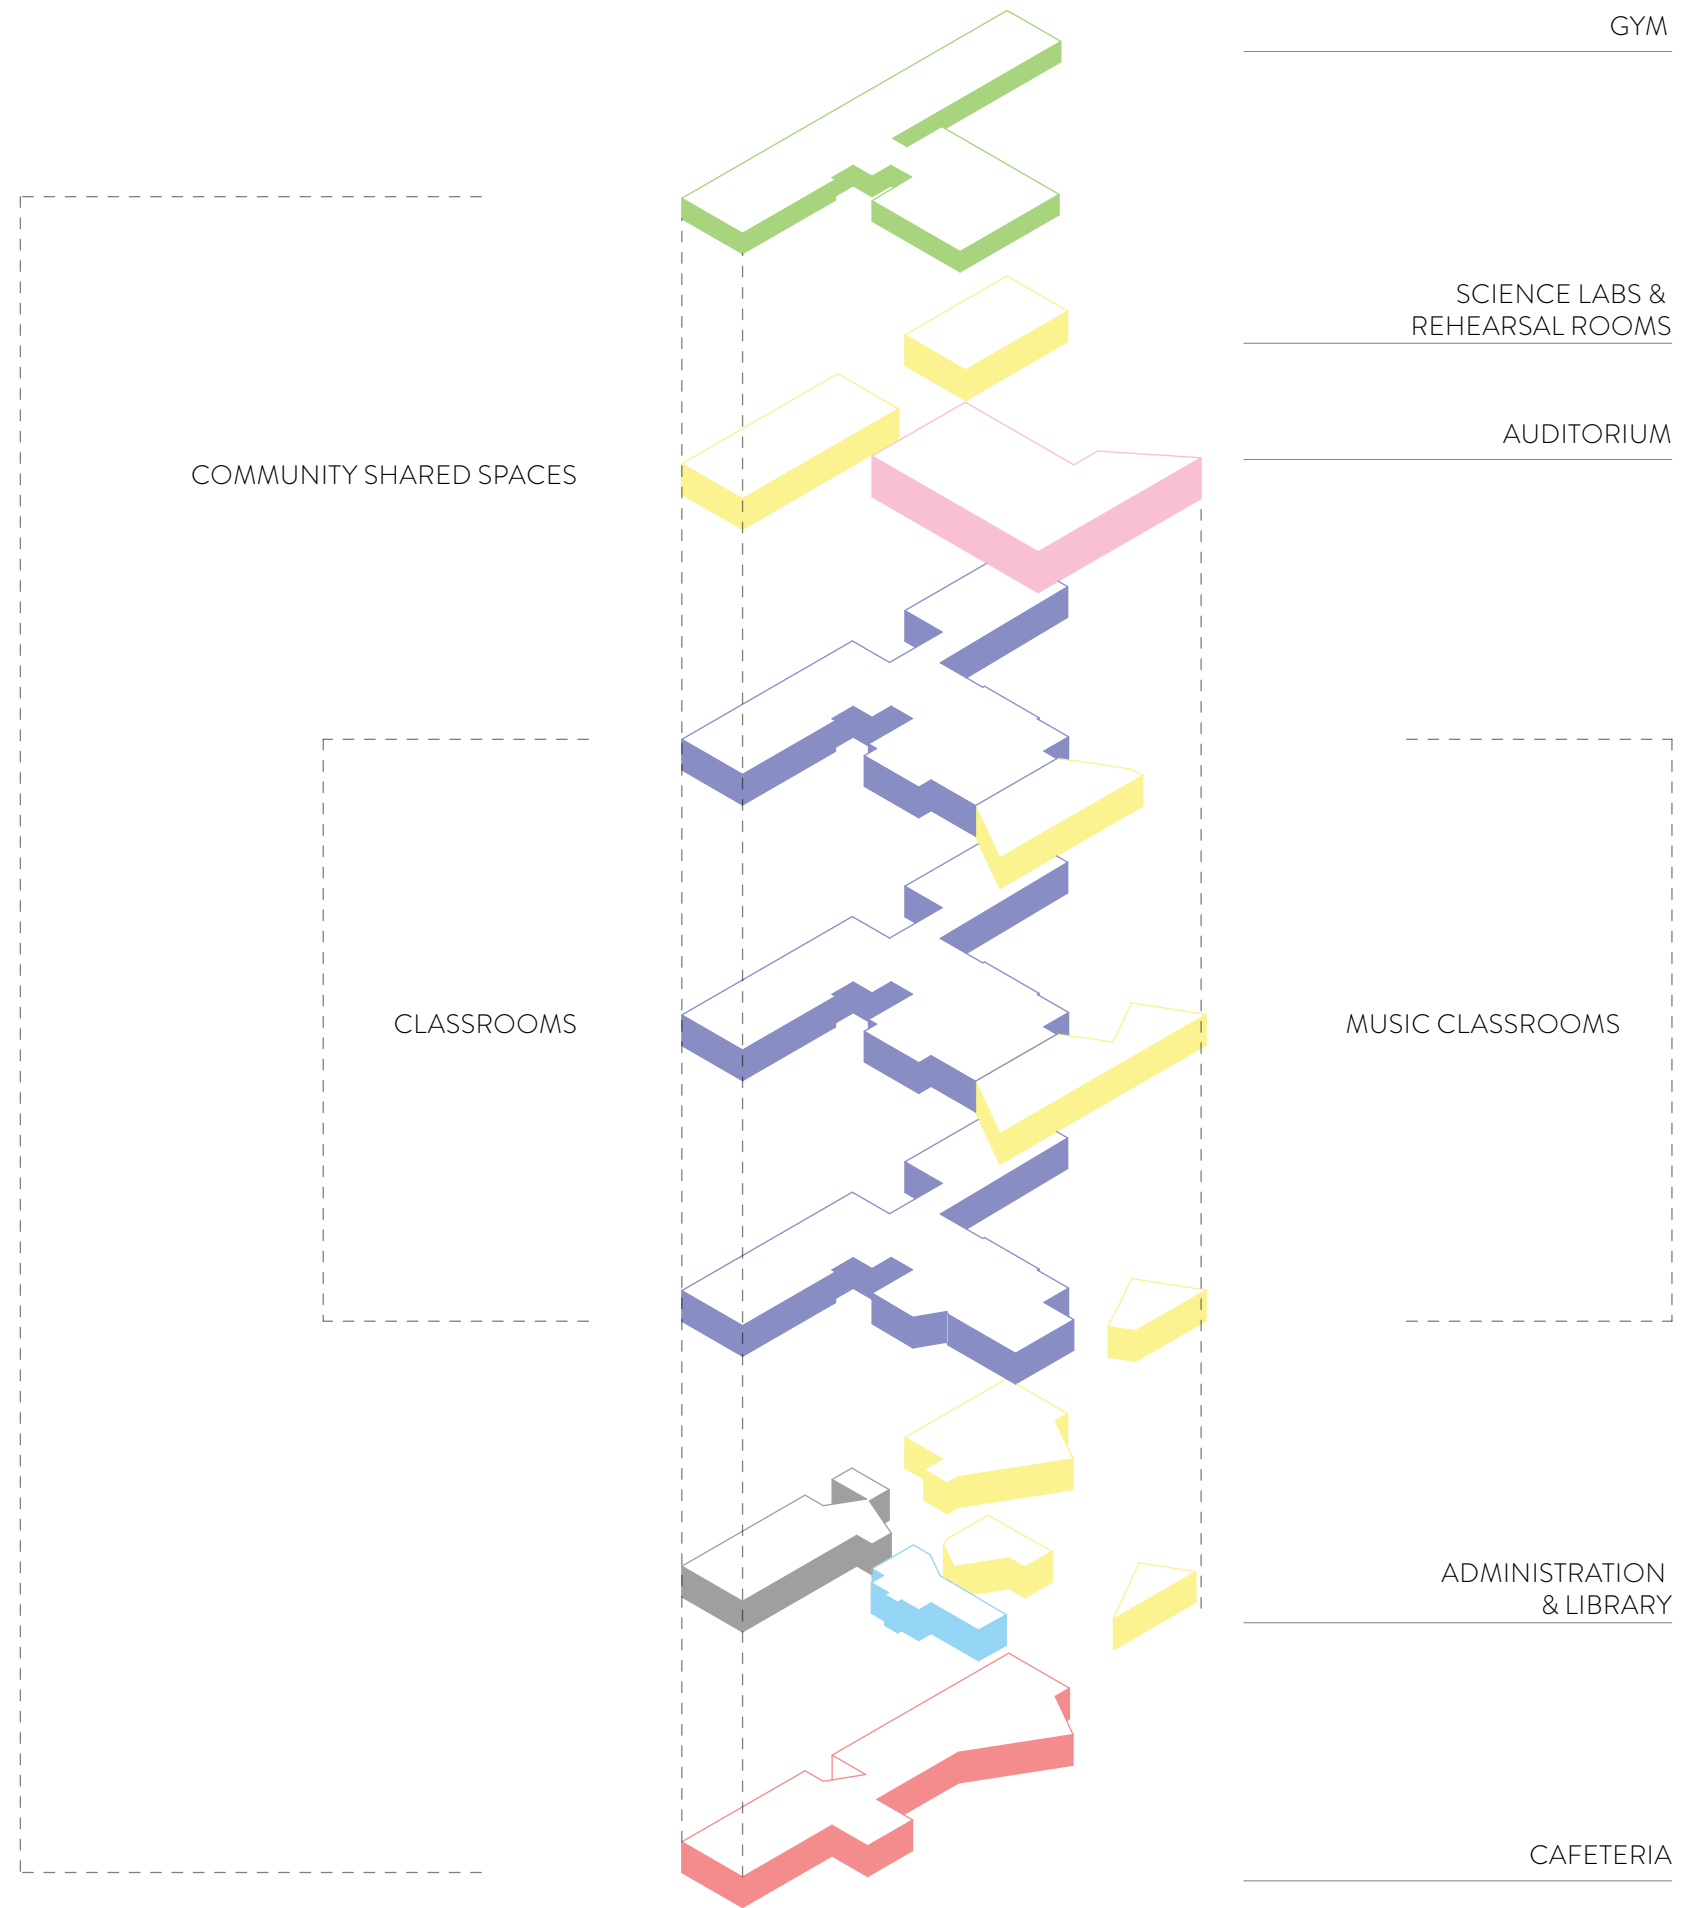 GYM
SCIENCE LABS &
REHEARSAL ROOMS
AUDITORIUM
COMMUNITY SHARED SPACES
CLASSROOMS
MUSIC CLASSROOMS
ADMINISTRATION
& LIBRARY
CAFETERIA